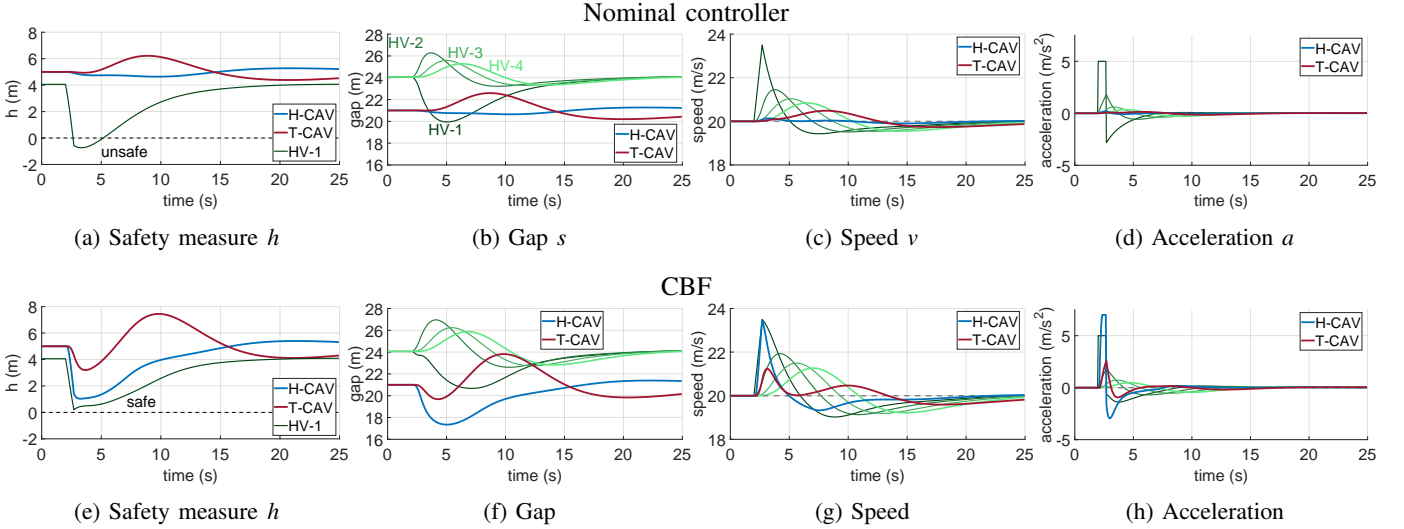 Nominal controller
8
6
4
2
0
-2
h (m)
unsafe
H-CAV
T-CAV
HV-1
0
5
10
15
20
25
time (s)
(a) Safety measure h
28
26
24
22
20
18
16
gap (m)
HV-2
HV-3
HV-4
HV-1
H-CAV
T-CAV
0
5
10
15
20
25
time (s)
(b) Gap s
24
22
20
18
speed (m/s)
H-CAV
T-CAV
0
5
10
15
20
25
time (s)
(c) Speed v
5
0
-5
acceleration (m/s²)
H-CAV
T-CAV
0
5
10
15
20
25
time (s)
(d) Acceleration a
CBF
8
6
4
2
0
-2
h (m)
safe
H-CAV
T-CAV
HV-1
0
5
10
15
20
25
time (s)
(e) Safety measure h
28
26
24
22
20
18
16
gap (m)
H-CAV
T-CAV
0
5
10
15
20
25
time (s)
(f) Gap
24
22
20
18
speed (m/s)
H-CAV
T-CAV
0
5
10
15
20
25
time (s)
(g) Speed
5
0
-5
acceleration (m/s²)
H-CAV
T-CAV
0
5
10
15
20
25
time (s)
(h) Acceleration